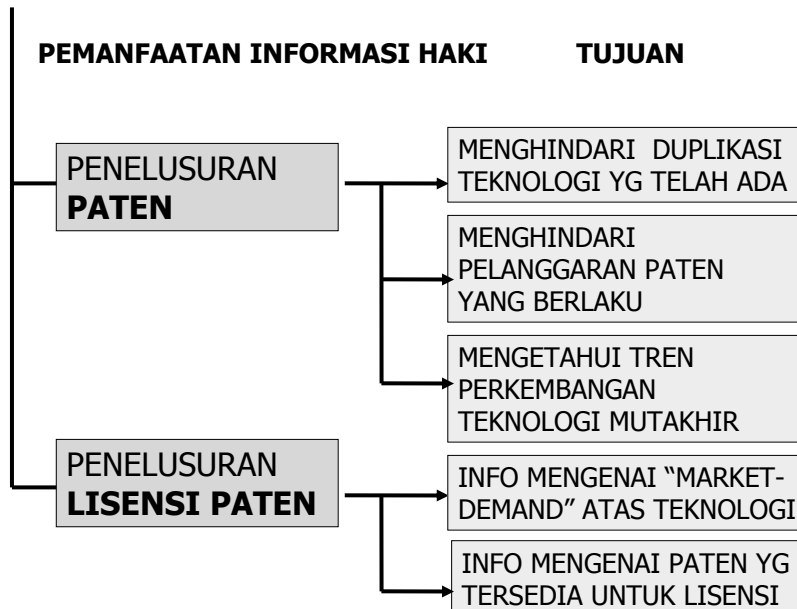 PEMANFAATAN INFORMASI HAKI TUJUAN
PENELUSURAN
PATEN
MENGHINDARI DUPLIKASI
TEKNOLOGI YG TELAH ADA
MENGHINDARI
PELANGGARAN PATEN
YANG BERLAKU
MENGETAHUI TREN
PERKEMBANGAN
TEKNOLOGI MUTAKHIR
PENELUSURAN
LISENSI PATEN
INFO MENGENAI “MARKET-
DEMAND” ATAS TEKNOLOGI
INFO MENGENAI PATEN YG
TERSEDIA UNTUK LISENSI